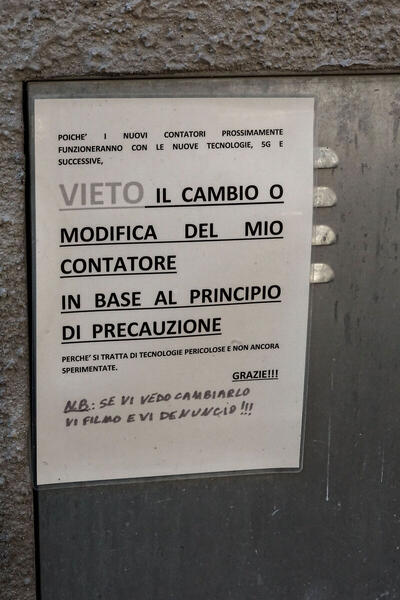 POICHE' I NUOVI CONTATORI PROSSIMAMENTE
FUNZIONERANNO CON LE NUOVE TECNOLOGIE, 5G E
SUCCESSIVE,
VIETO IL CAMBIO O
MODIFICA DEL MIO
CONTATORE
IN BASE AL PRINCIPIO
DI PRECAUZIONE
PERCHE' SI TRATTA DI TECNOLOGIE PERICOLOSE E NON ANCORA
SPERIMENTATE.
GRAZIE!!!
N.B.: SE VI VEDO CAMBIARLO
VI FILMO E VI DENUNCIO!!!